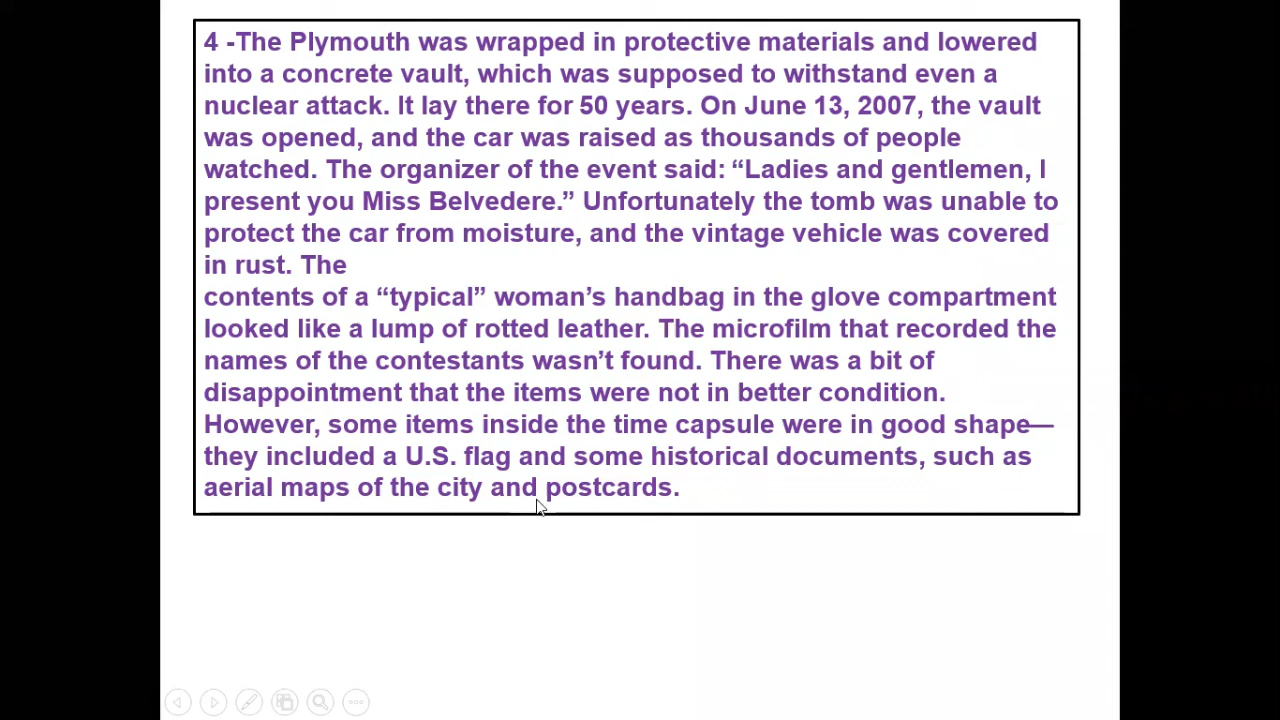 4 -The Plymouth was wrapped in protective materials and lowered
into a concrete vault, which was supposed to withstand even a
nuclear attack. It lay there for 50 years. On June 13, 2007, the vault
was opened, and the car was raised as thousands of people
watched. The organizer of the event said: “Ladies and gentlemen, I
present you Miss Belvedere.” Unfortunately the tomb was unable to
protect the car from moisture, and the vintage vehicle was covered
in rust. The
contents of a “typical” woman’s handbag in the glove compartment
looked like a lump of rotted leather. The microfilm that recorded the
names of the contestants wasn’t found. There was a bit of
disappointment that the items were not in better condition.
However, some items inside the time capsule were in good shape—
they included a U.S. flag and some historical documents, such as
aerial maps of the city and postcards.